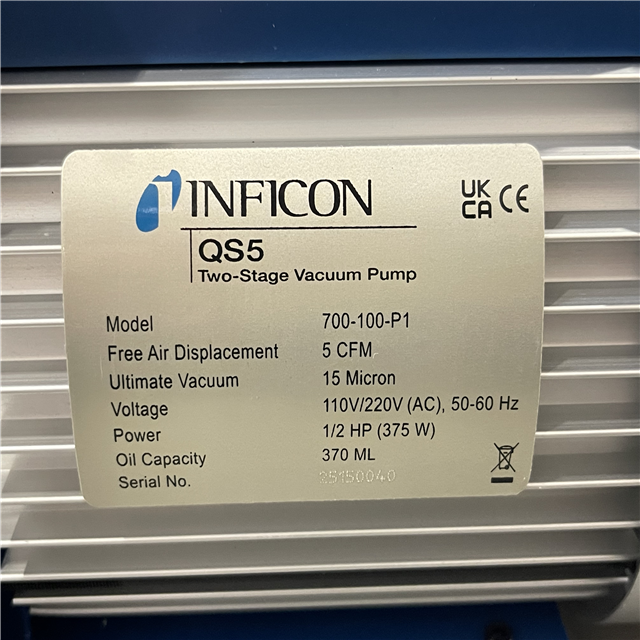 INFICON
UK
CA CE
QS5
Two-Stage Vacuum Pump
Model 700-100-P1
Free Air Displacement 5 CFM
Ultimate Vacuum 15 Micron
Voltage 110V/220V (AC), 50-60 Hz
Power 1/2 HP (375 W)
Oil Capacity 370 ML
Serial No.